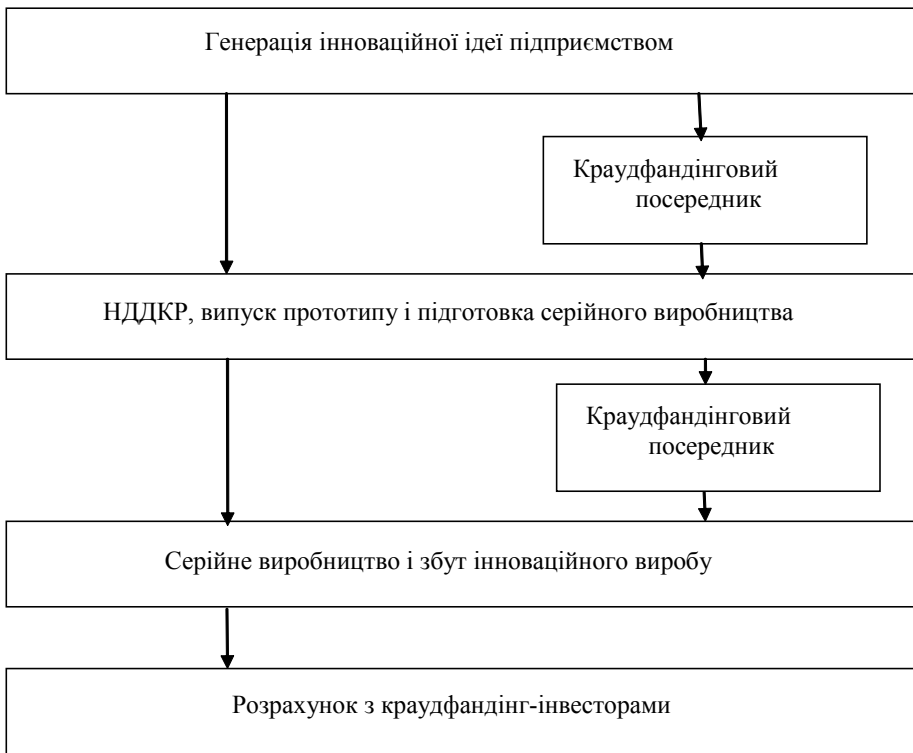 Генерація інноваційної ідеї підприємством
Краудфандінговий
посередник
НДДКР, випуск прототипу і підготовка серійного виробництва
Краудфандінговий
посередник
Серійне виробництво і збут інноваційного виробу
Розрахунок з краудфандінг-інвесторами